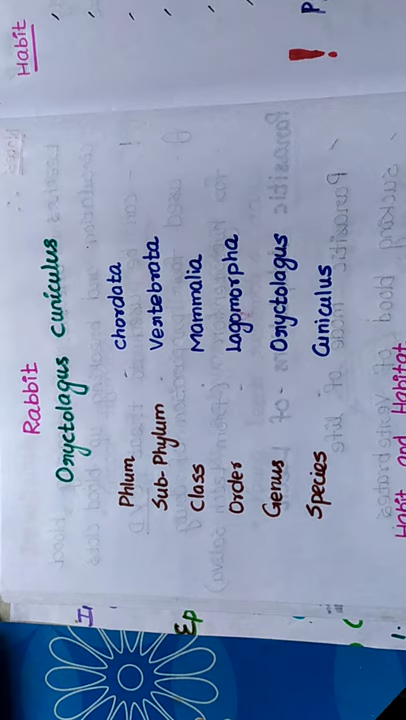 Rabbit
Oryctolagus cuniculus
Phlum - chordata
Sub-Phylum - Vertebrata
Class - Mammalia
Order - Lagomorpha
Genus - Oryctolagus
Species - Cuniculus
Habit and Habitat
Habit